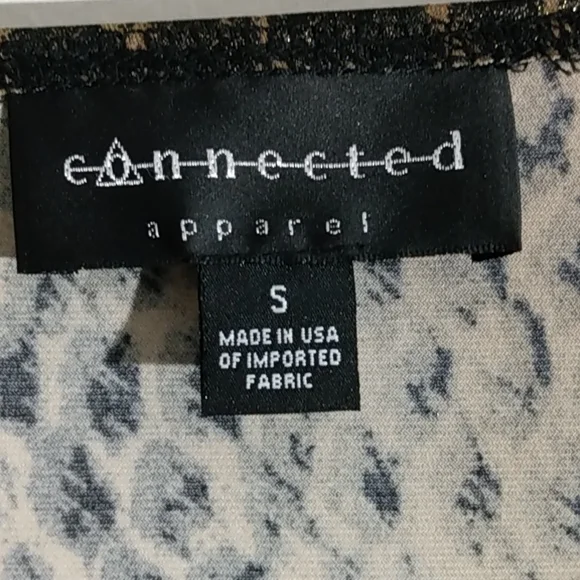 connected
apparel
S
MADE IN USA
OF IMPORTED
FABRIC